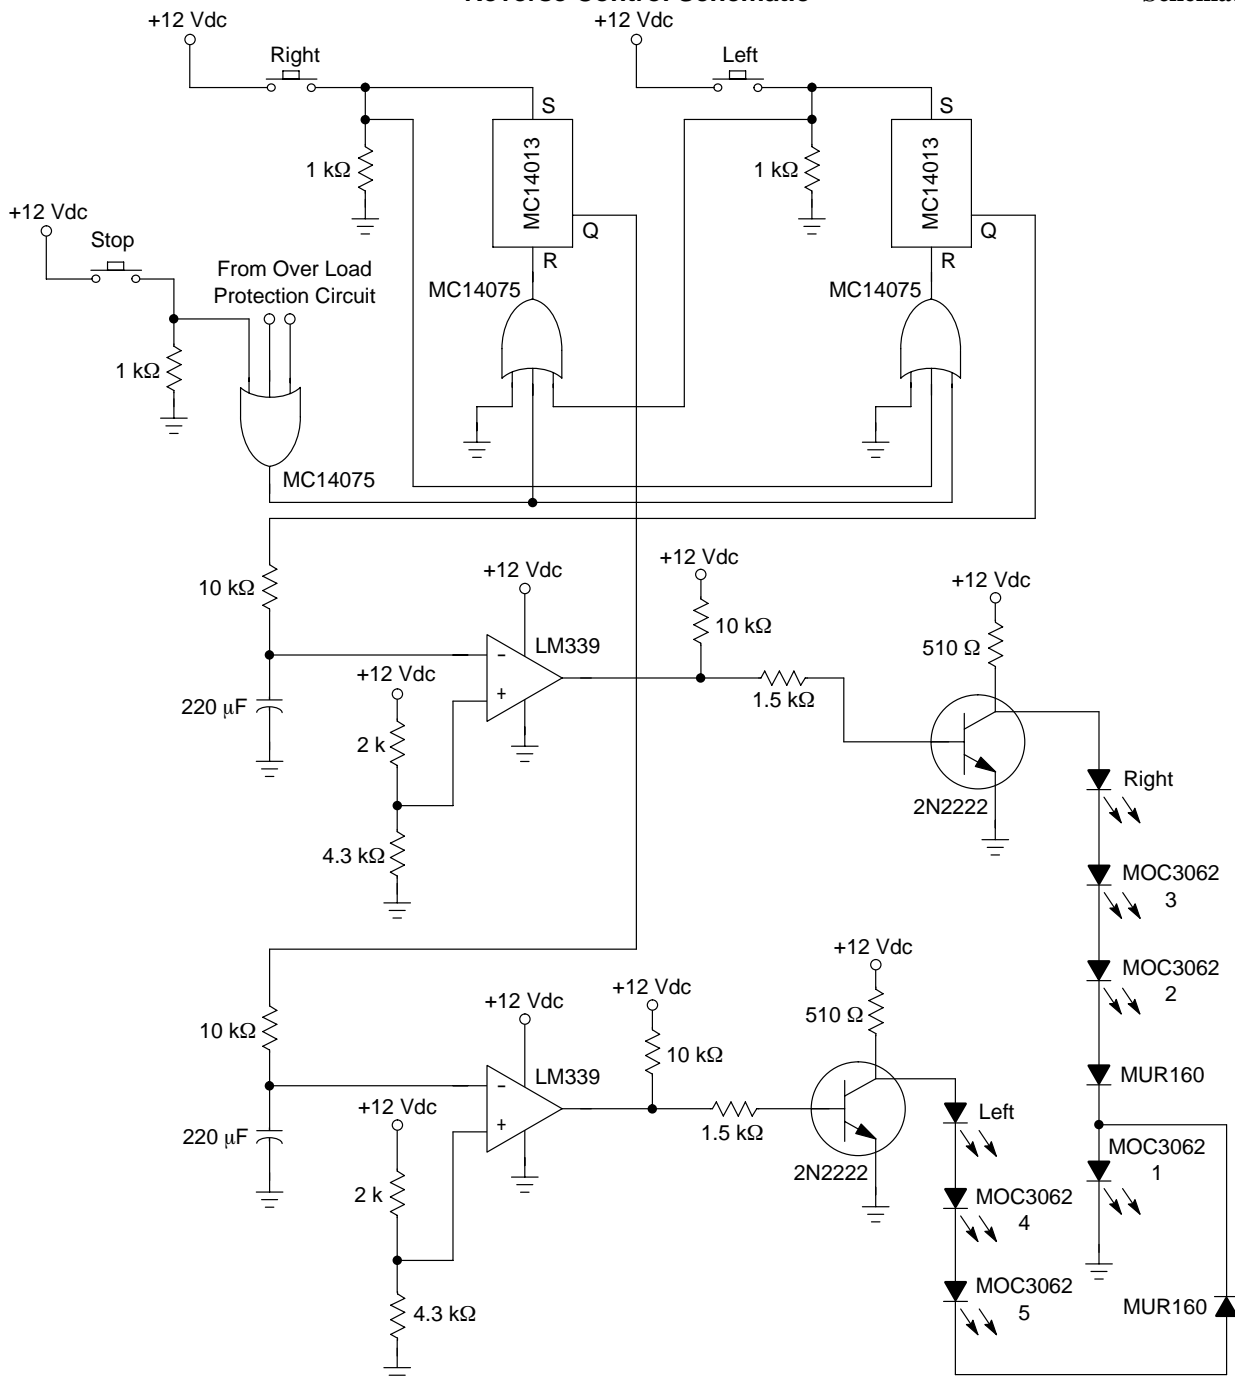 Reverse Control Schematic
+12 Vdc
+12 Vdc
Right
Left
S
S
MC14013
MC14013
1 kΩ
1 kΩ
+12 Vdc
Q
Q
Stop
R
R
From Over Load
Protection Circuit
MC14075
MC14075
1 kΩ
MC14075
+12 Vdc
+12 Vdc
+12 Vdc
10 kΩ
10 kΩ
LM339
510 Ω
-
+12 Vdc
+
1.5 kΩ
220 µF
2 k
Right
2N2222
4.3 kΩ
MOC3062
3
+12 Vdc
MOC3062
2
+12 Vdc
+12 Vdc
510 Ω
10 kΩ
10 kΩ
LM339
MUR160
-
+12 Vdc
+
Left
1.5 kΩ
220 µF
MOC3062
1
2N2222
2 k
MOC3062
4
MOC3062
5
4.3 kΩ
MUR160